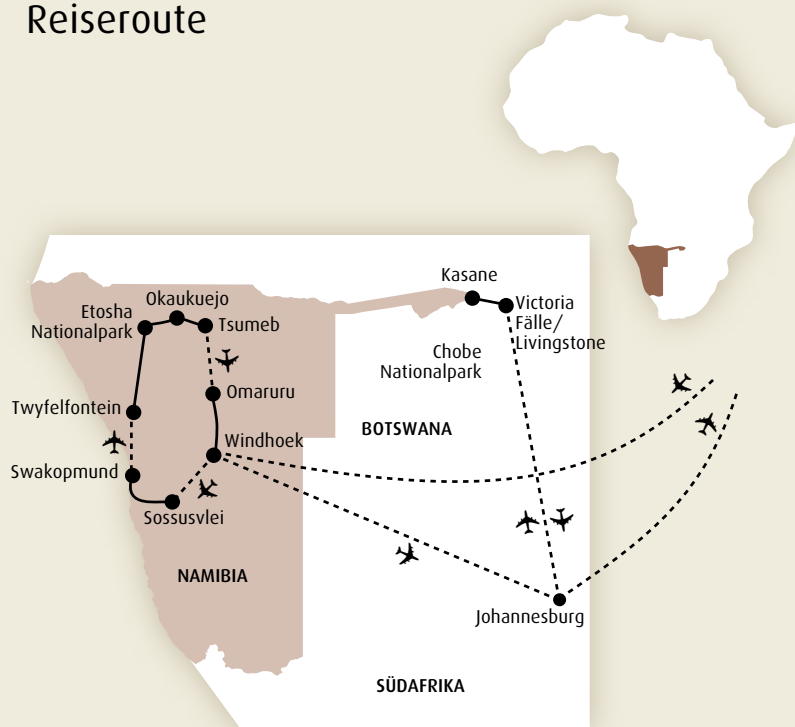 Reiseroute
Kasane
Okaukuejo
Etosha
Nationalpark
Tsumeb
Victoria
Fälle/
Livingstone
Chobe
Nationalpark
Omaruru
Twyfelfontein
BOTSWANA
Windhoek
Swakopmund
Sossusvlei
NAMIBIA
Johannesburg
SÜDAFRIKA